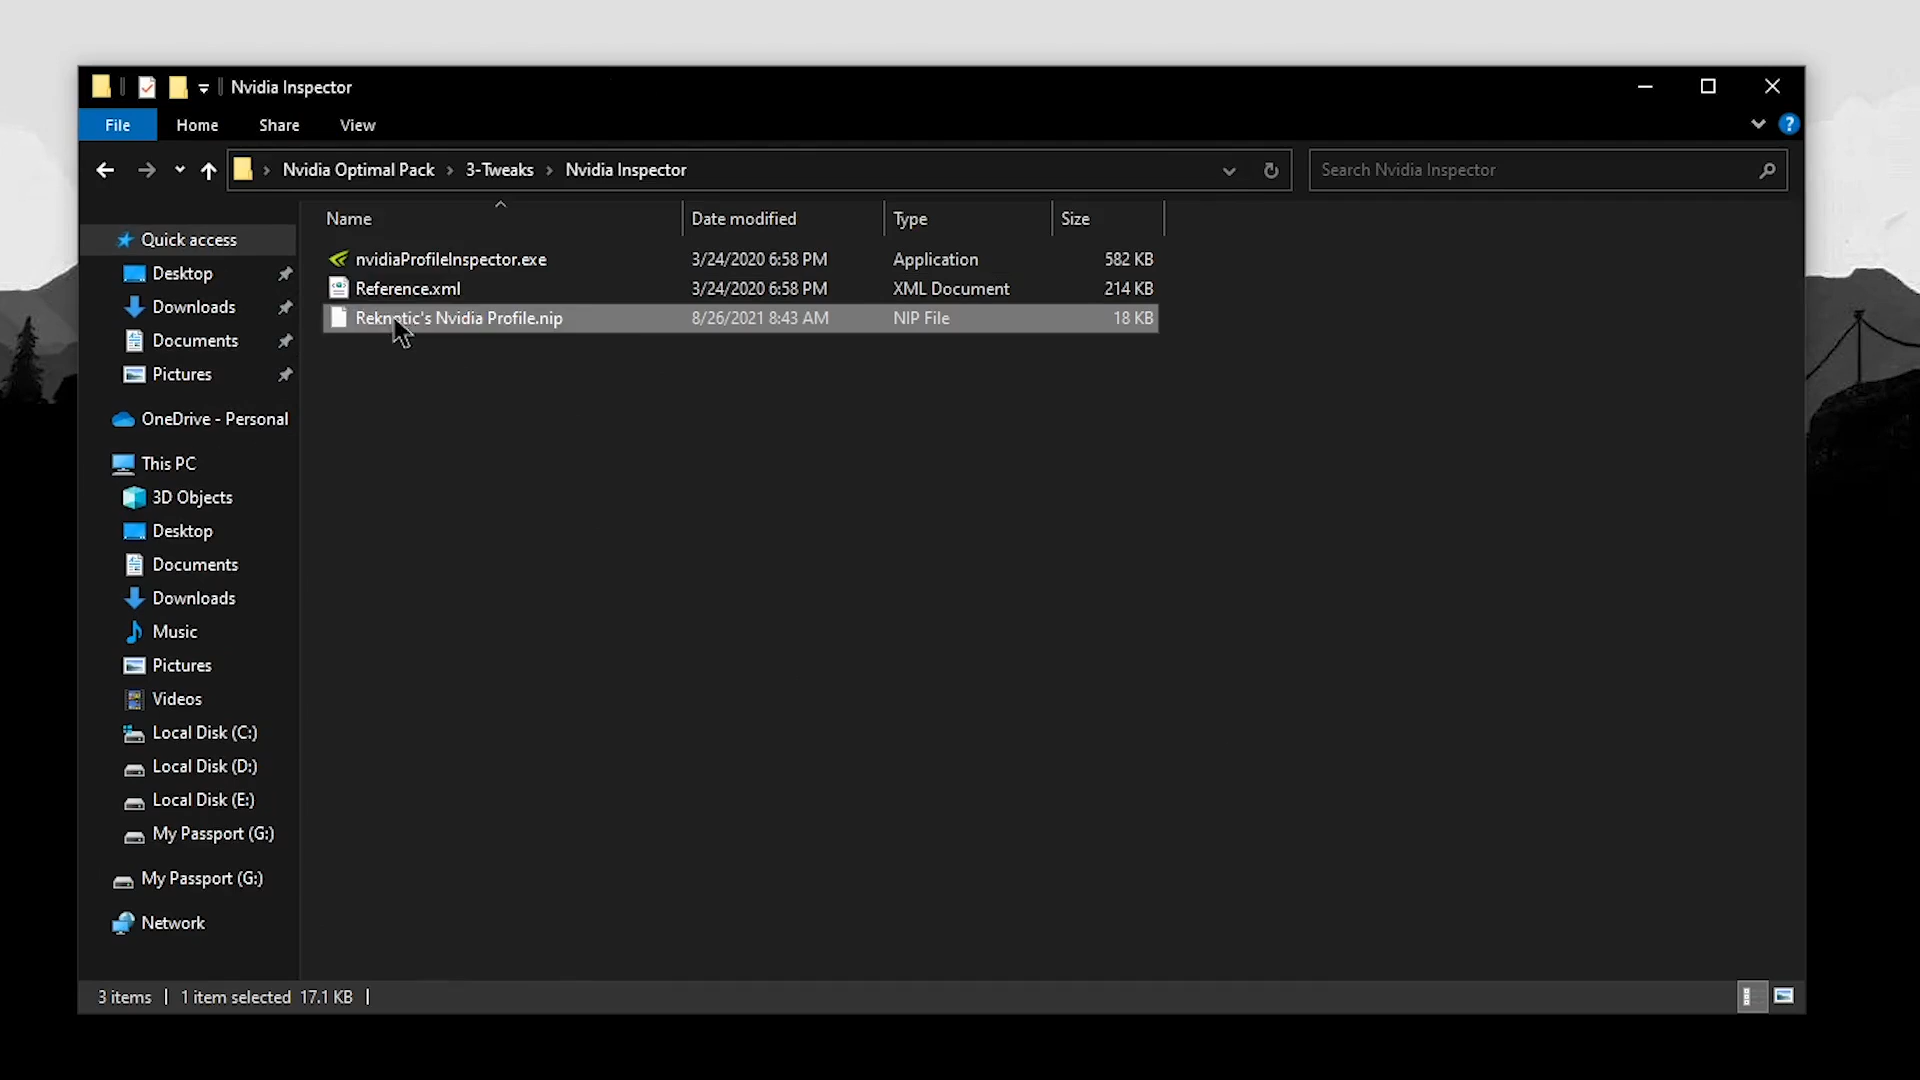 Nvidia Inspector
File Home Share View
Nvidia Optimal Pack 3-Tweaks Nvidia Inspector Search Nvidia Inspector
Name Date modified Type Size
nvidiaProfileInspector.exe 3/24/2020 6:58 PM Application 582 KB
Reference.xml 3/24/2020 6:58 PM XML Document 214 KB
Reknotic's Nvidia Profile.nip 8/26/2021 8:43 AM NIP File 18 KB
Quick access
Desktop
Downloads
Documents
Pictures
OneDrive - Personal
This PC
3D Objects
Desktop
Documents
Downloads
Music
Pictures
Videos
Local Disk (C:)
Local Disk (D:)
Local Disk (E:)
My Passport (G:)
My Passport (G:)
Network
3 items 1 item selected 17.1 KB